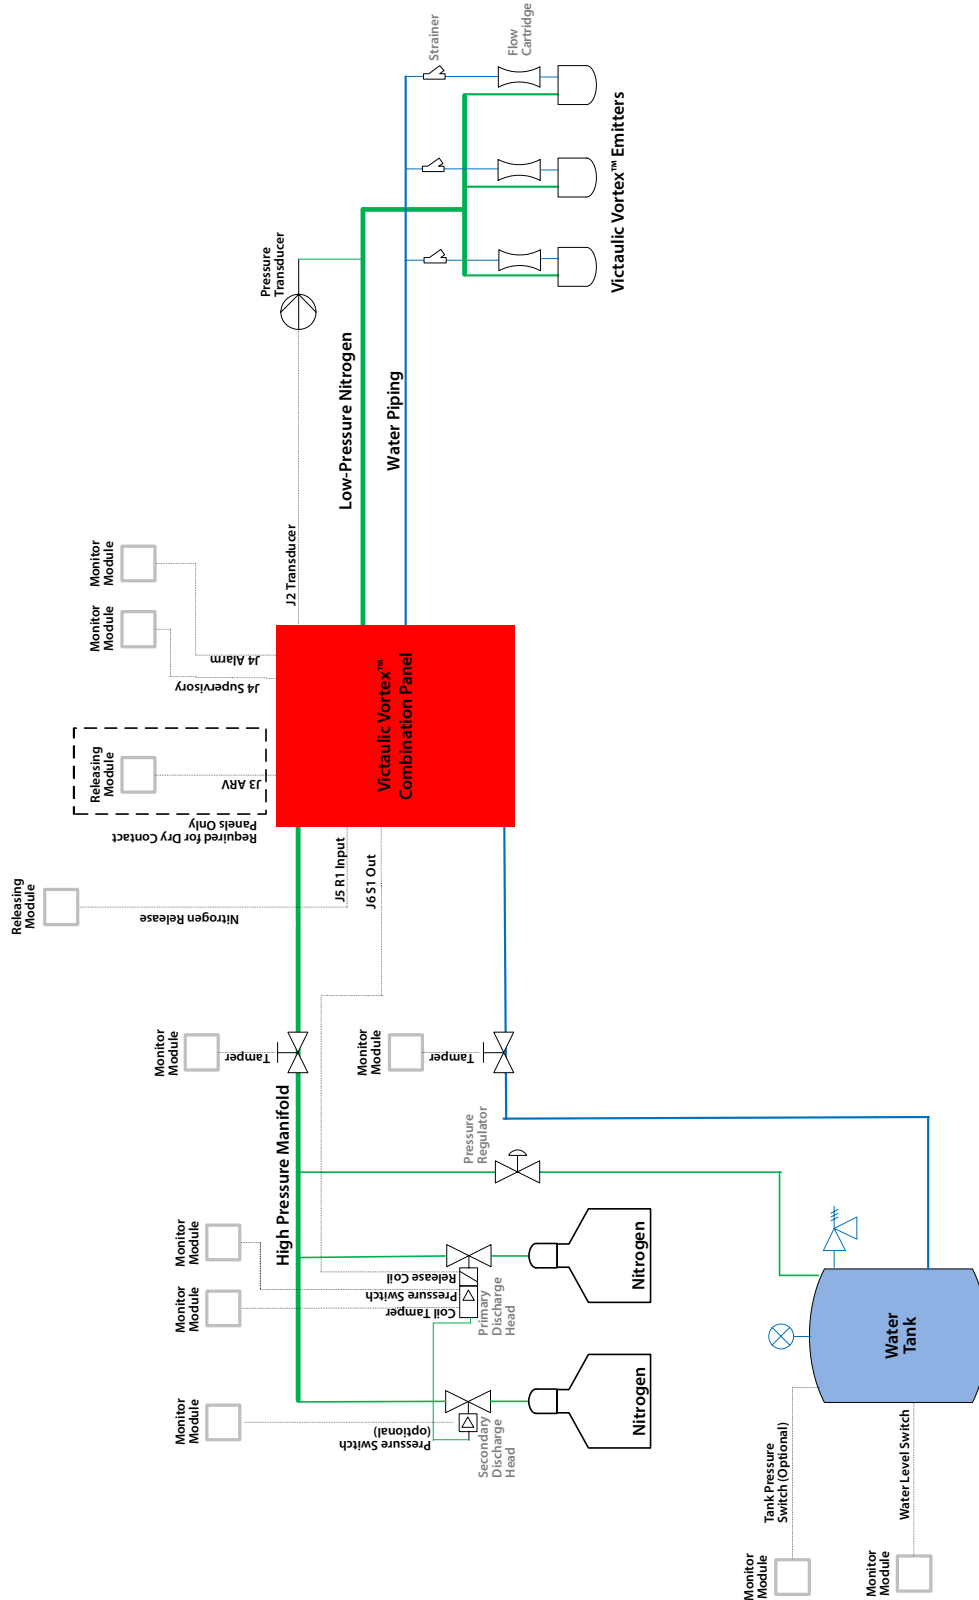 Strainer
Flow
Cartridge
Victaulic Vortex™ Emitters
Pressure
Transducer
Low-Pressure Nitrogen
Water Piping
J2 Transducer
Monitor
Module
Monitor
Module
J4 Alarm
J4 Supervisory
Releasing
Module
J3 ARV
Required for Dry Contact
Panels Only
Victaulic Vortex™
Combination Panel
Releasing
Module
Nitrogen Release
J5 R1 Input
J6 S1 Out
Monitor
Module
Tamper
Monitor
Module
Tamper
High Pressure Manifold
Pressure
Regulator
Monitor
Module
Monitor
Module
Release Coil
Pressure Switch
Coil Tamper
Primary
Discharge
Head
Nitrogen
Monitor
Module
Pressure Switch
(optional)
Secondary
Discharge
Head
Nitrogen
Water
Tank
Tank Pressure
Switch (Optional)
Water Level Switch
Monitor
Module
Monitor
Module